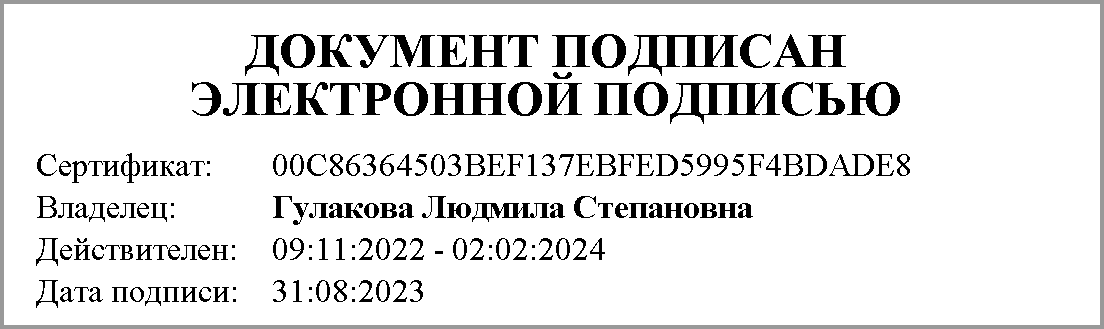 ДОКУМЕНТ ПОДПИСАН
ЭЛЕКТРОННОЙ ПОДПИСЬЮ
Сертификат: 00C86364503BEF137EBFED5995F4BDADE8
Владелец: Гулакова Людмила Степановна
Действителен: 09:11:2022 - 02:02:2024
Дата подписи: 31:08:2023